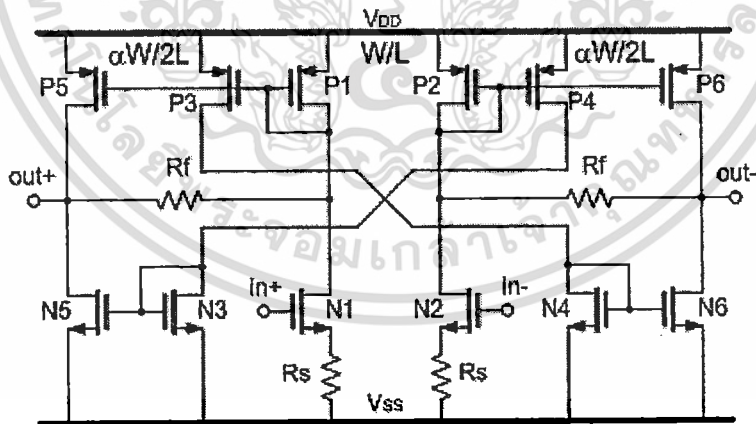 VDD
αW/2L
W/L
αW/2L
P5
P3
P1
P2
P4
P6
Rf
Rf
out+
out-
In+
In-
N5
N3
N1
N2
N4
N6
Rs
Rs
Vss